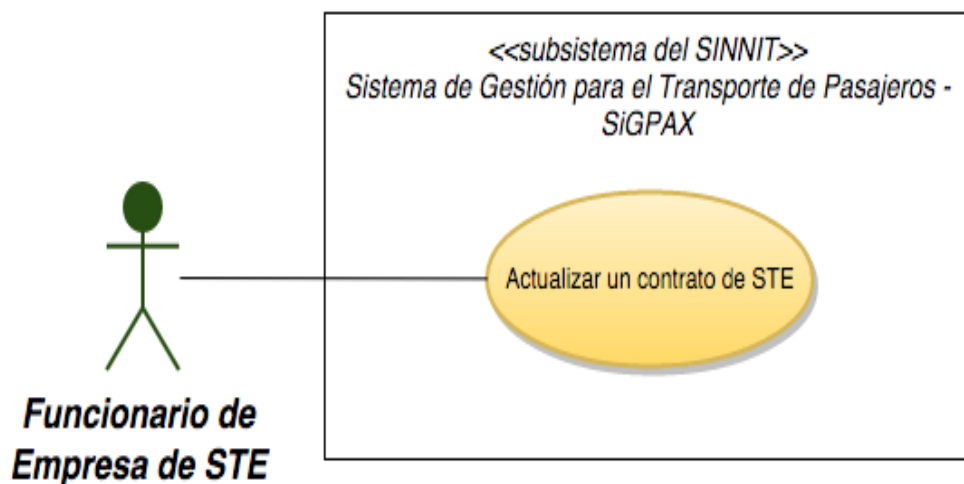 <<subsistema del SINNIT>>
Sistema de Gestión para el Transporte de Pasajeros -
SiGPAX
Actualizar un contrato de STE
Funcionario de
Empresa de STE